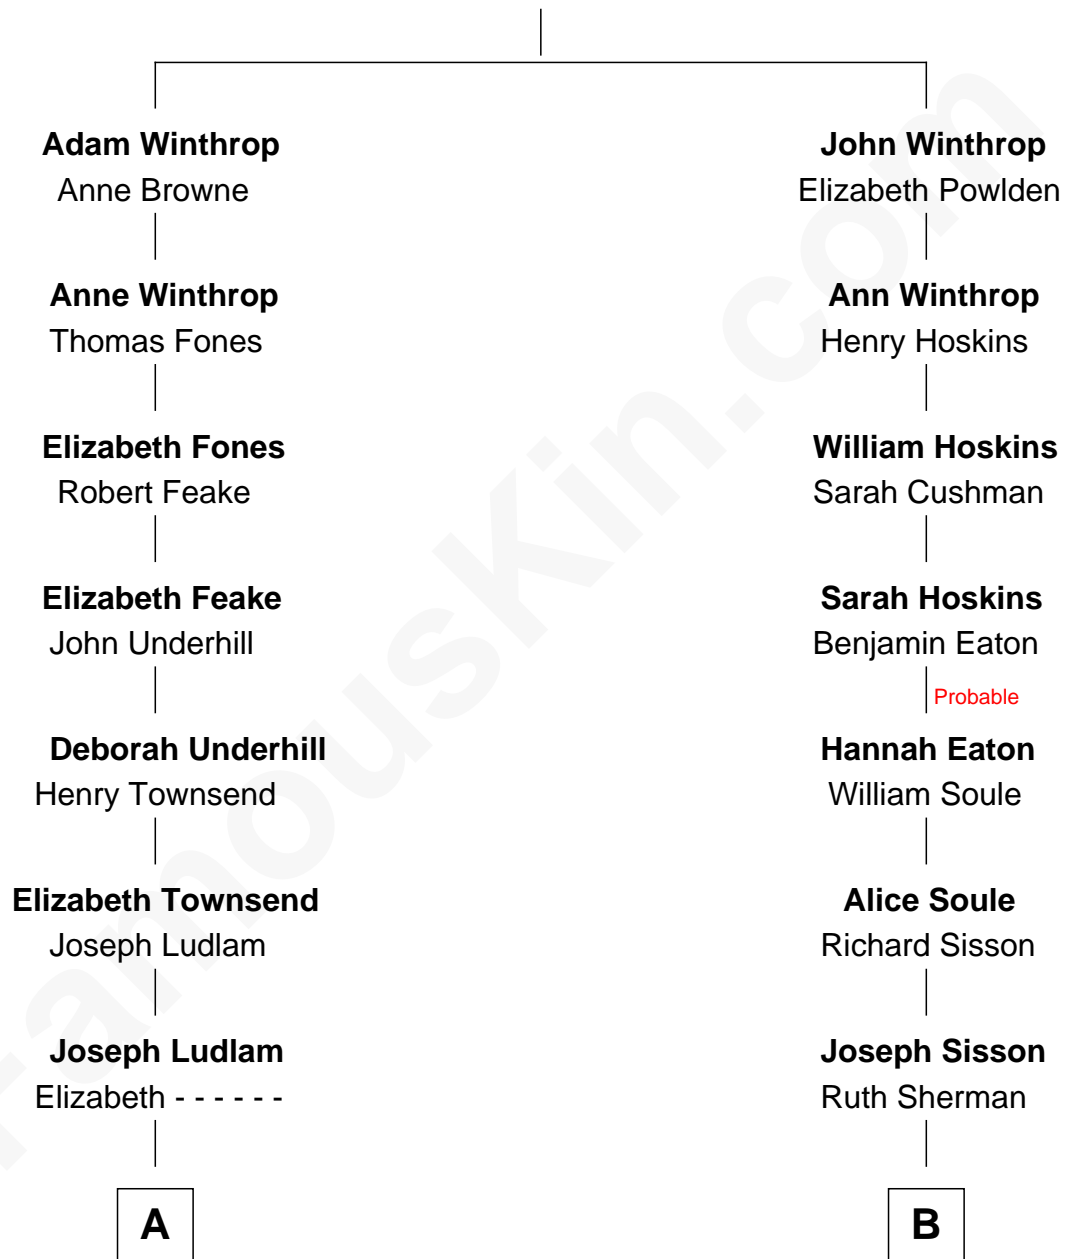 Adam Winthrop
Anne Browne
Anne Winthrop
Thomas Fones
Elizabeth Fones
Robert Feake
Elizabeth Feake
John Underhill
Deborah Underhill
Henry Townsend
Elizabeth Townsend
Joseph Ludlam
Joseph Ludlam
Elizabeth - - - - - -
A
John Winthrop
Elizabeth Powlden
Ann Winthrop
Henry Hoskins
William Hoskins
Sarah Cushman
Sarah Hoskins
Benjamin Eaton
Probable
Hannah Eaton
William Soule
Alice Soule
Richard Sisson
Joseph Sisson
Ruth Sherman
B
FamousKin.com